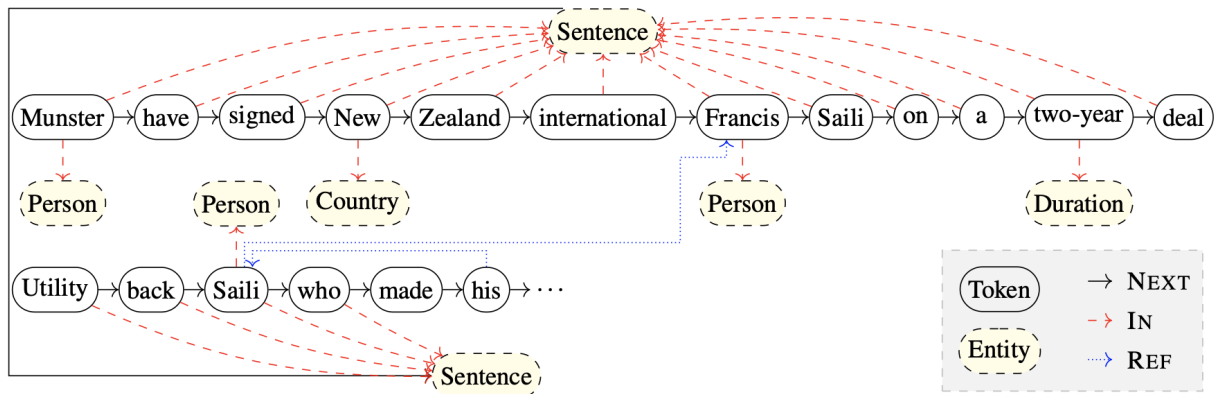 Sentence
Munster have signed New Zealand international Francis Saili on a two-year deal
Person Person Country Person Duration
Utility back Saili who made his ...
Sentence
Token NEXT
IN
Entity REF